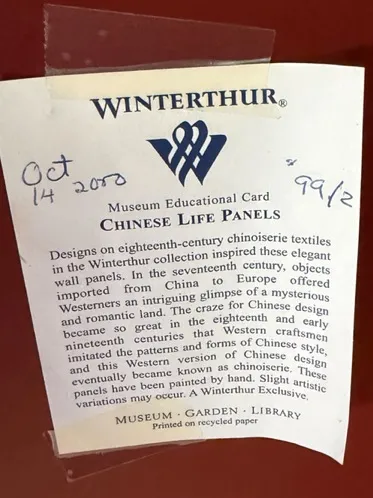 WINTERTHUR®
Oct
14 2000
$ 99/2
Museum Educational Card
CHINESE LIFE PANELS
Designs on eighteenth-century chinoiserie textiles
in the Winterthur collection inspired these elegant
wall panels. In the seventeenth century, objects
imported from China to Europe offered
Westerners an intriguing glimpse of a mysterious
and romantic land. The craze for Chinese design
became so great in the eighteenth and early
nineteenth centuries that Western craftsmen
imitated the patterns and forms of Chinese style,
and this Western version of Chinese design
eventually became known as chinoiserie. These
panels have been painted by hand. Slight artistic
variations may occur. A Winterthur Exclusive.
MUSEUM · GARDEN · LIBRARY
Printed on recycled paper